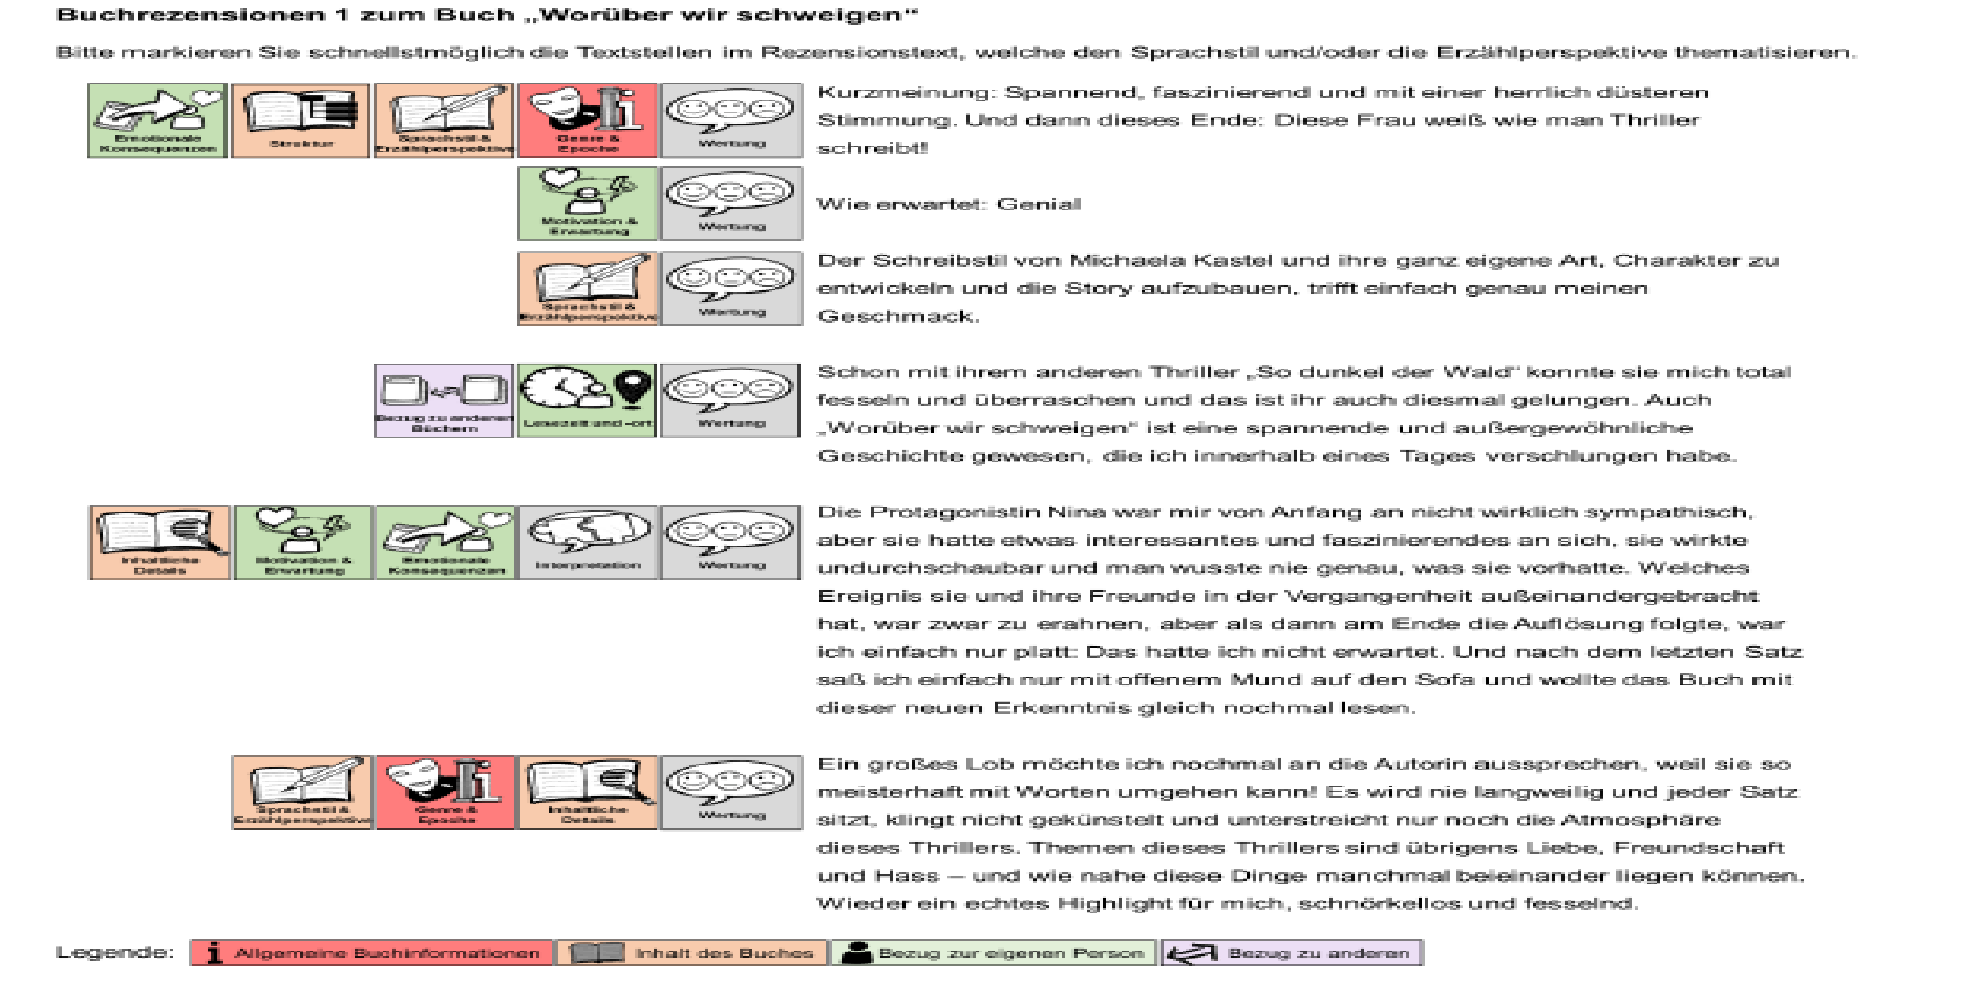 Buchrezensionen 1 zum Buch „Worüber wir schweigen“
Bitte markieren Sie schnellstmöglich die Textstellen im Rezensionstext, welche den Sprachstil und/oder die Erzählperspektive thematisieren.
Emotionale Konsequenzen
Struktur
Sprachstil & Erzählperspektive
Genre & Epoche
Wertung
Kurzmeinung: Spannend, faszinierend und mit einer herrlich düsteren
Stimmung. Und dann dieses Ende: Diese Frau weiß wie man Thriller
schreibt!
Motivation & Erwartung
Wertung
Wie erwartet: Genial
Sprachstil & Erzählperspektive
Wertung
Der Schreibstil von Michaela Kastel und ihre ganz eigene Art, Charakter zu
entwickeln und die Story aufzubauen, trifft einfach genau meinen
Geschmack.
Bezug zu anderen Büchern
Lesezeit und -ort
Wertung
Schon mit ihrem anderen Thriller „So dunkel der Wald“ konnte sie mich total
fesseln und überraschen und das ist ihr auch diesmal gelungen. Auch
„Worüber wir schweigen“ ist eine spannende und außergewöhnliche
Geschichte gewesen, die ich innerhalb eines Tages verschlungen habe.
Inhaltliche Details
Motivation & Erwartung
Emotionale Konsequenzen
Interpretation
Wertung
Die Protagonistin Nina war mir von Anfang an nicht wirklich sympathisch,
aber sie hatte etwas interessantes und faszinierendes an sich, sie wirkte
undurchschaubar und man wusste nie genau, was sie vorhatte. Welches
Ereignis sie und ihre Freunde in der Vergangenheit außeinandergebracht
hat, war zwar zu erahnen, aber als dann am Ende die Auflösung folgte, war
ich einfach nur platt: Das hatte ich nicht erwartet. Und nach dem letzten Satz
saß ich einfach nur mit offenem Mund auf den Sofa und wollte das Buch mit
dieser neuen Erkenntnis gleich nochmal lesen.
Sprachstil & Erzählperspektive
Genre & Epoche
Inhaltliche Details
Wertung
Ein großes Lob möchte ich nochmal an die Autorin aussprechen, weil sie so
meisterhaft mit Worten umgehen kann! Es wird nie langweilig und jeder Satz
sitzt, klingt nicht gekünstelt und unterstreicht nur noch die Atmosphäre
dieses Thrillers. Themen dieses Thrillers sind übrigens Liebe, Freundschaft
und Hass – und wie nahe diese Dinge manchmal beieinander liegen können.
Wieder ein echtes Highlight für mich, schnörkellos und fesselnd.
Legende: Allgemeine Buchinformationen Inhalt des Buches Bezug zur eigenen Person Bezug zu anderen